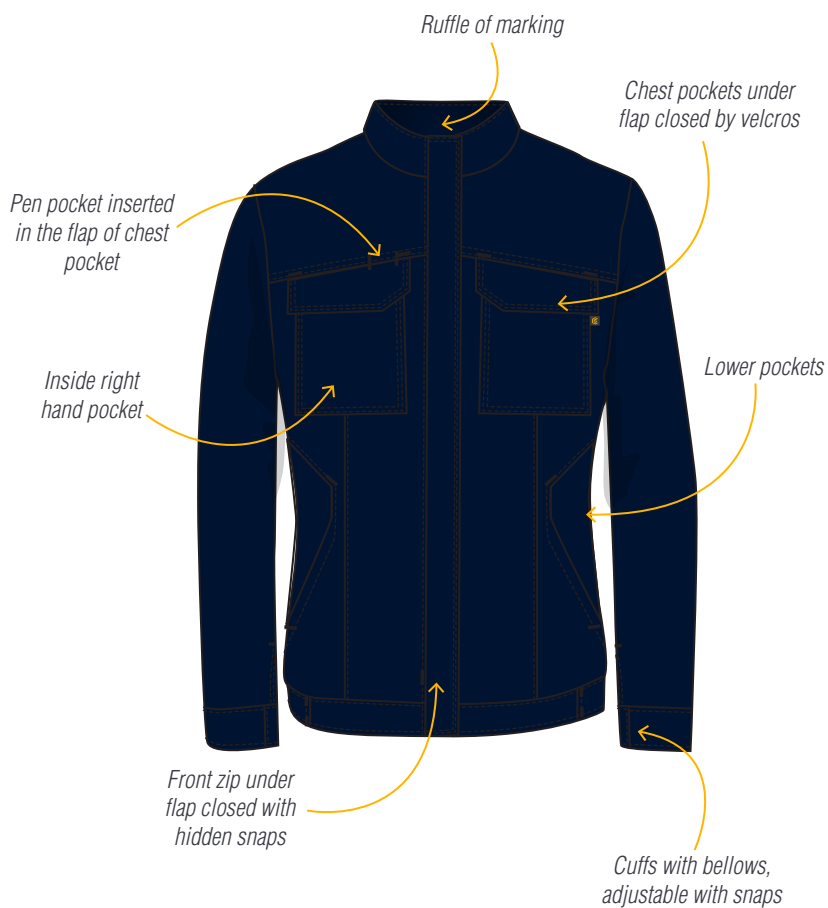 Ruffle of marking
Chest pockets under
flap closed by velcros
Pen pocket inserted
in the flap of chest
pocket
Inside right
hand pocket
Lower pockets
Front zip under
flap closed with
hidden snaps
Cuffs with bellows,
adjustable with snaps